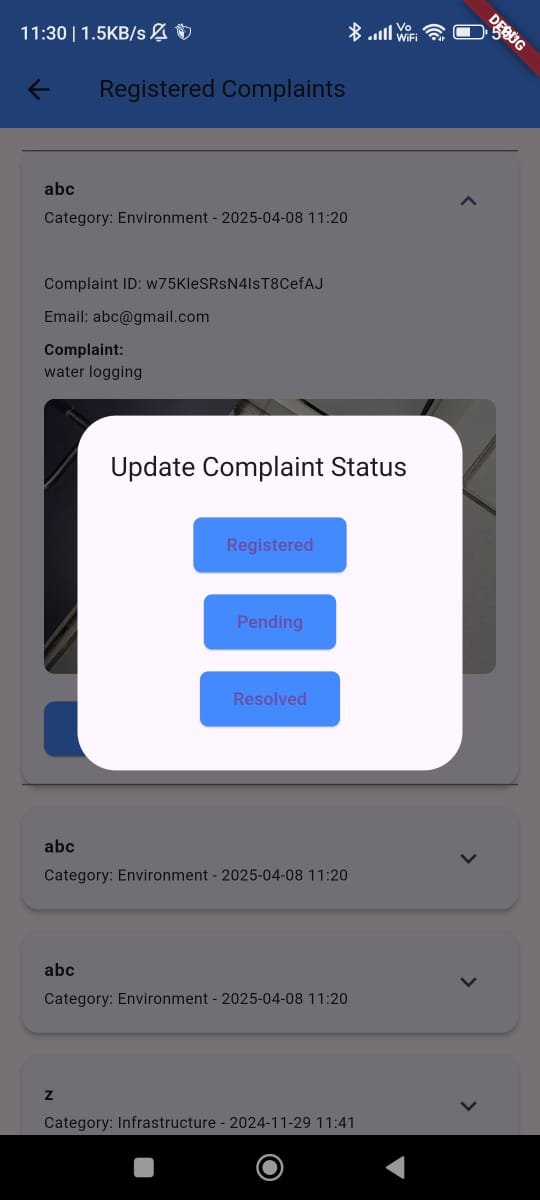 11:30 | 1.5KB/s
Vo
WiFi
DEBUG
Registered Complaints
abc
Category: Environment - 2025-04-08 11:20
Complaint ID: w75KleSRsN4IsT8CefAJ
Email: abc@gmail.com
Complaint:
water logging
Update Complaint Status
Registered
Pending
Resolved
abc
Category: Environment - 2025-04-08 11:20
abc
Category: Environment - 2025-04-08 11:20
z
Category: Infrastructure - 2024-11-29 11:41